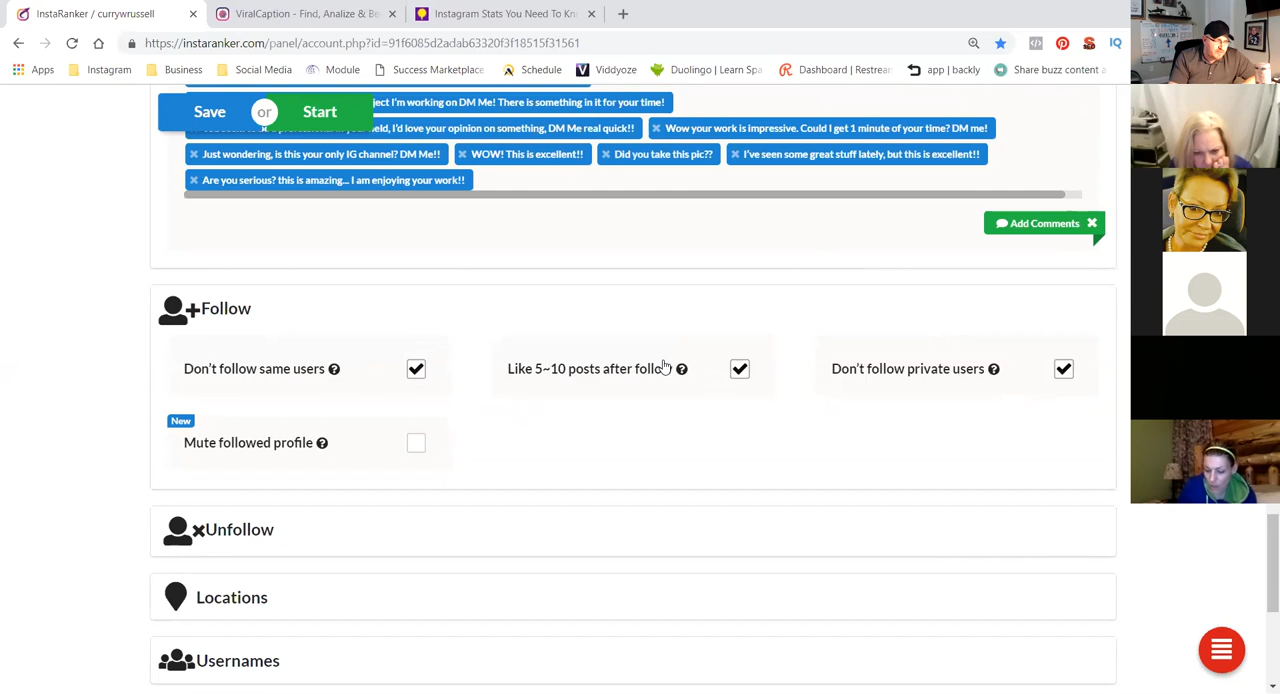 InstaRanker / currywrussell
ViralCaption - Find, Analize & Be
Instagram Stats You Need To Kn
https://instaranker.com/panel/account.php?id=91f6085d2adab63320f3f18515f31561
IQ
Apps Instagram Business Social Media Module Success Marketplace Schedule Viddyoze Duolingo | Learn Spa Dashboard | Restream app | backly Share buzz content a
Save or Start
ject I'm working on DM Me! There is something in it for your time!
field, I'd love your opinion on something, DM Me real quick!! Wow your work is impressive. Could I get 1 minute of your time? DM me!
Just wondering, is this your only IG channel? DM Me!! WOW! This is excellent!! Did you take this pic?? I've seen some great stuff lately, but this is excellent!!
Are you serious? this is amazing... I am enjoying your work!!
Add Comments
Follow
Don't follow same users Like 5~10 posts after follow Don't follow private users
New
Mute followed profile
Unfollow
Locations
Usernames